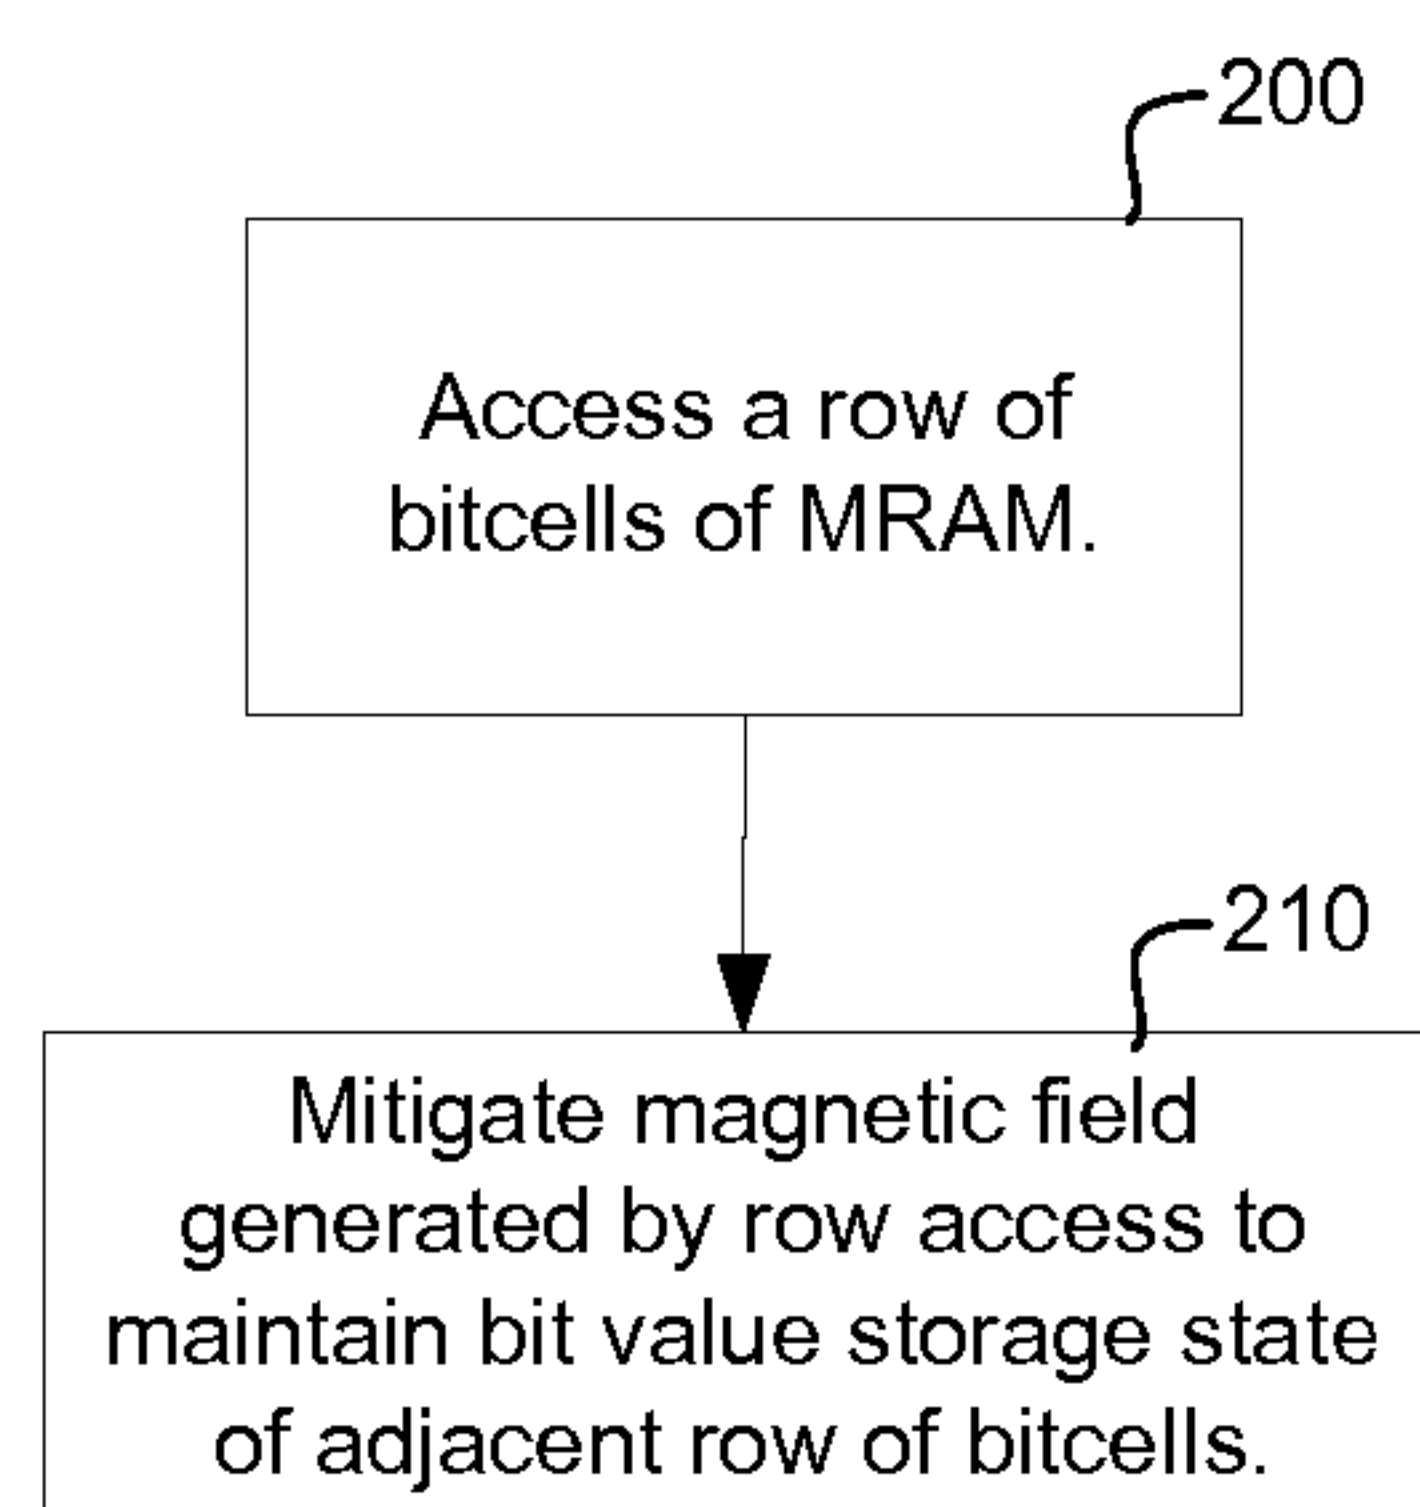 200
Access a row of
bitcells of MRAM.
210
Mitigate magnetic field
generated by row access to
maintain bit value storage state
of adjacent row of bitcells.